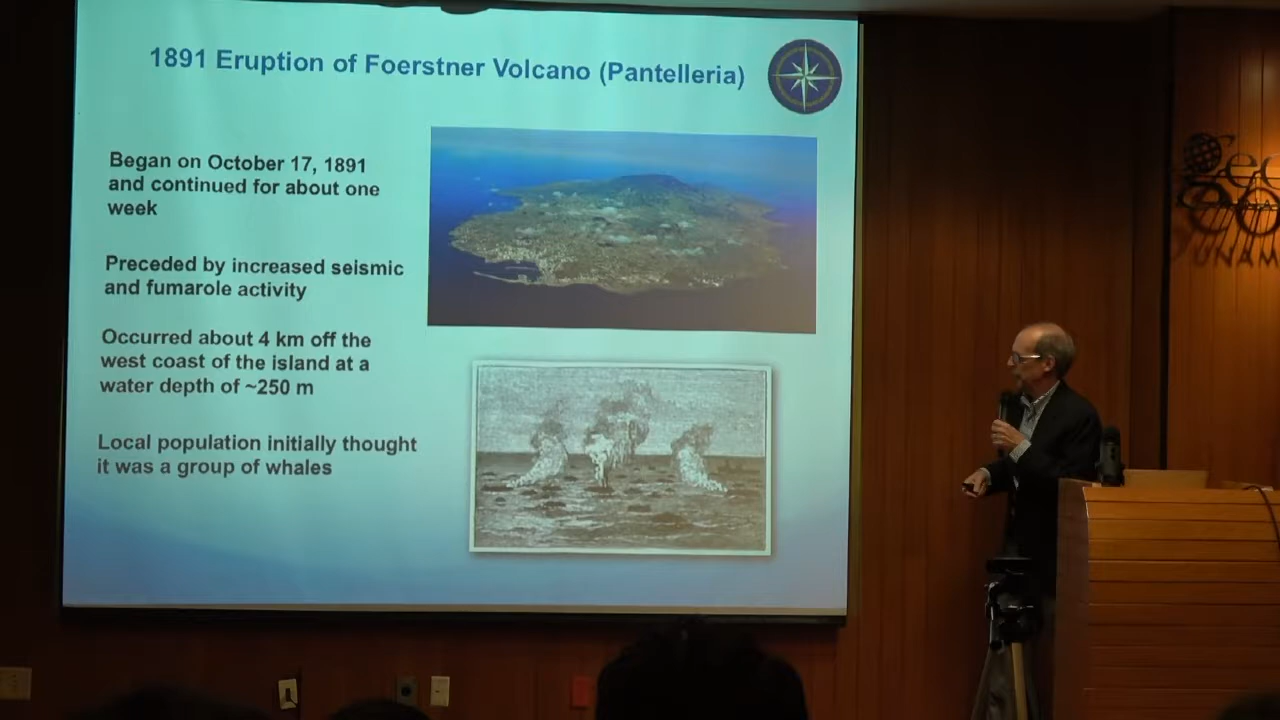 1891 Eruption of Foerstner Volcano (Pantelleria)
Began on October 17, 1891
and continued for about one
week
Preceded by increased seismic
and fumarole activity
Occurred about 4 km off the
west coast of the island at a
water depth of ~250 m
Local population initially thought
it was a group of whales
UNAM